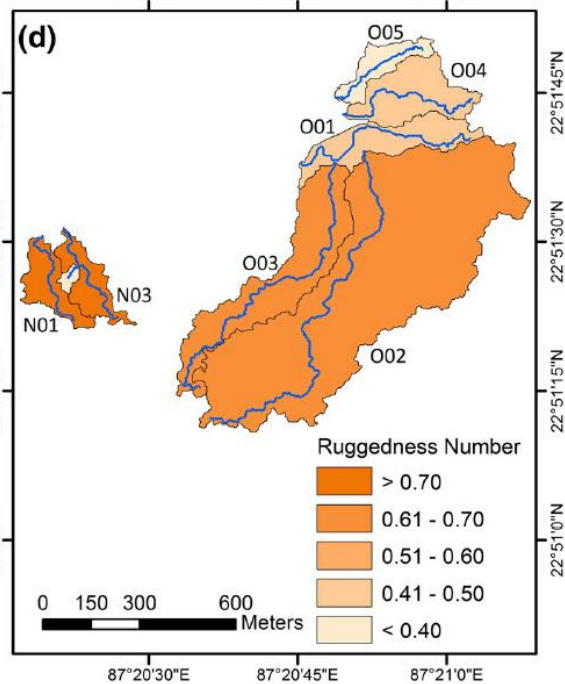 (d)
O05
O04
O01
O03
O02
N01
N03
22°51'45"N
22°51'30"N
22°51'15"N
22°51'0"N
Ruggedness Number
> 0.70
0.61 - 0.70
0.51 - 0.60
0.41 - 0.50
< 0.40
0 150 300 600
Meters
87°20'30"E 87°20'45"E 87°21'0"E